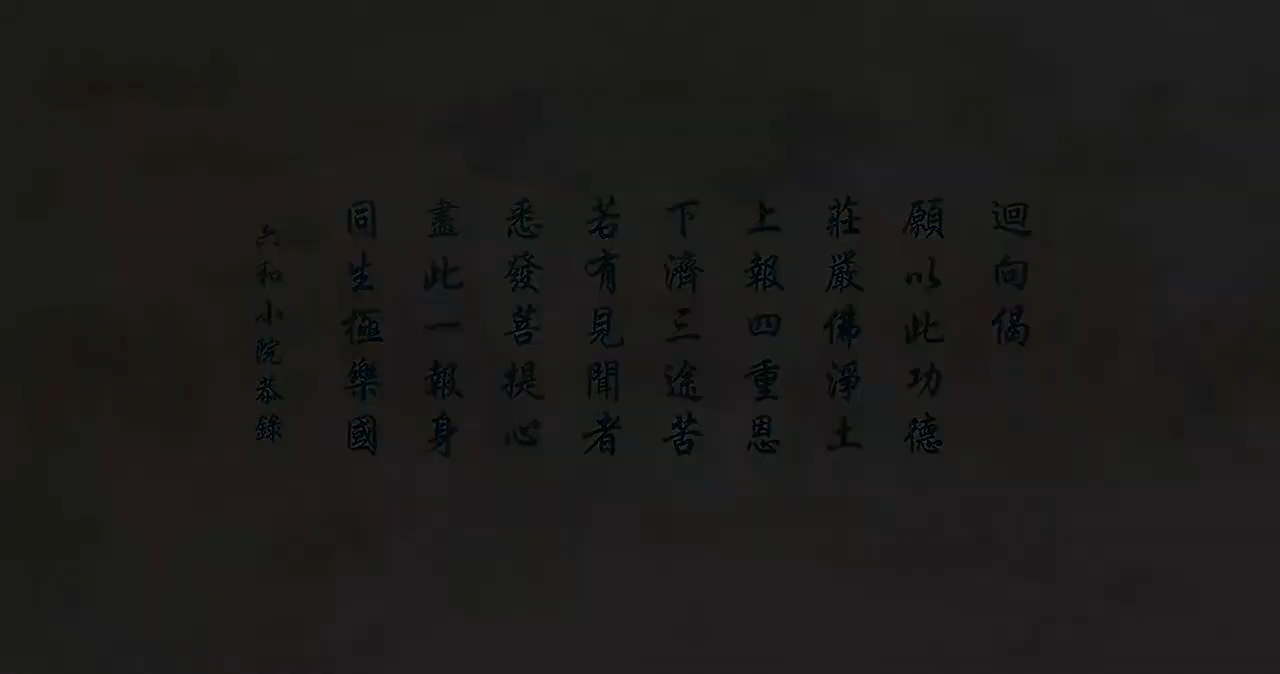 迴向偈
願以此功德
莊嚴佛淨土
上報四重恩
下濟三途苦
若有見聞者
悉發菩提心
盡此一報身
同生極樂國
六和小院恭錄